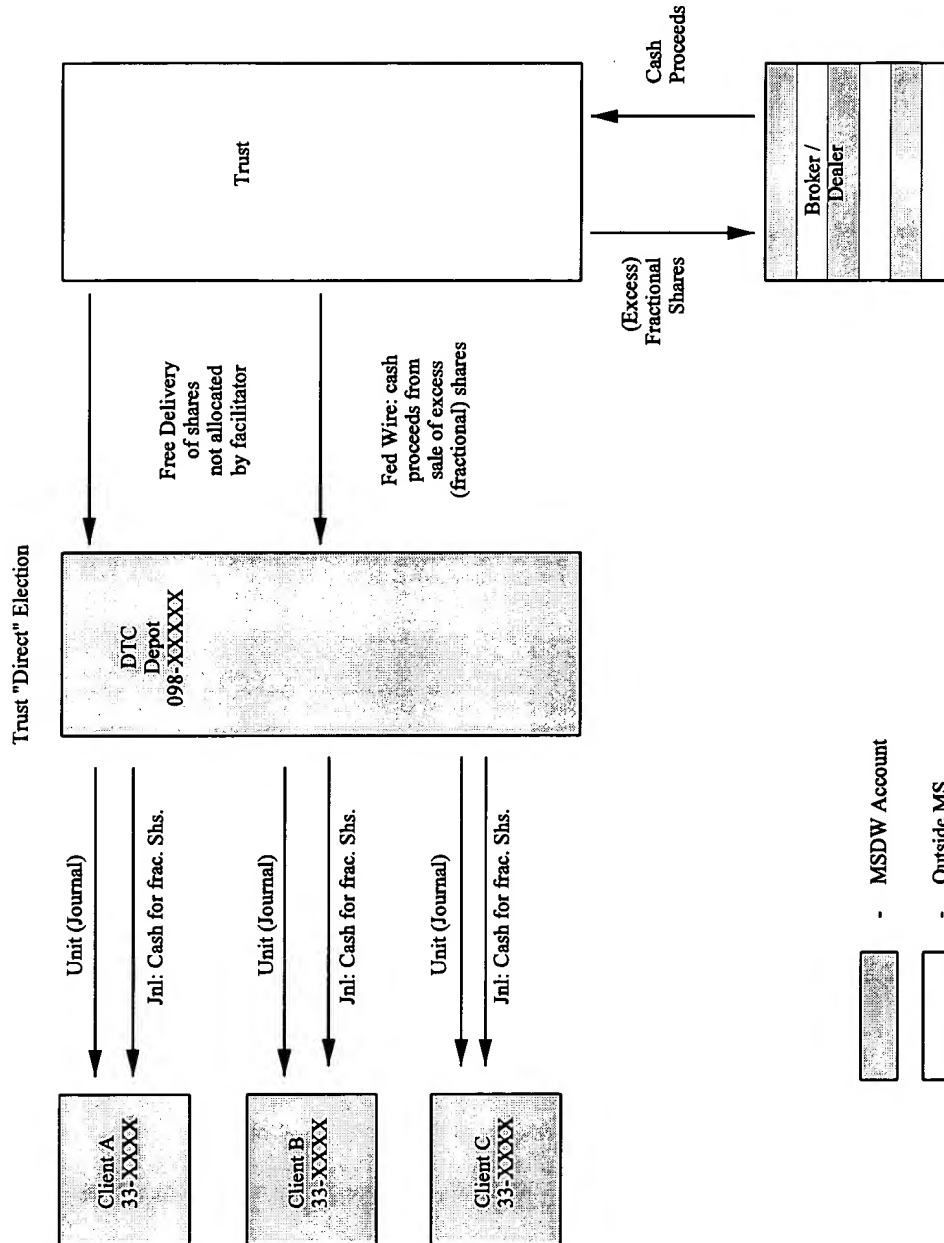 Trust "Direct" Election
Client A
33-XXXX
Unit (Journal)
Jnl: Cash for frac. Shs.
Client B
33-XXXX
Unit (Journal)
Jnl: Cash for frac. Shs.
Client C
33-XXXX
Unit (Journal)
Jnl: Cash for frac. Shs.
DTC
Depot
098-XXXXX
Free Delivery
of shares
not allocated
by facilitator
Fed Wire: cash
proceeds from
sale of excess
(fractional) shares
Trust
(Excess)
Fractional
Shares
Cash
Proceeds
Broker /
Dealer
- MSDW Account
- Outside MS